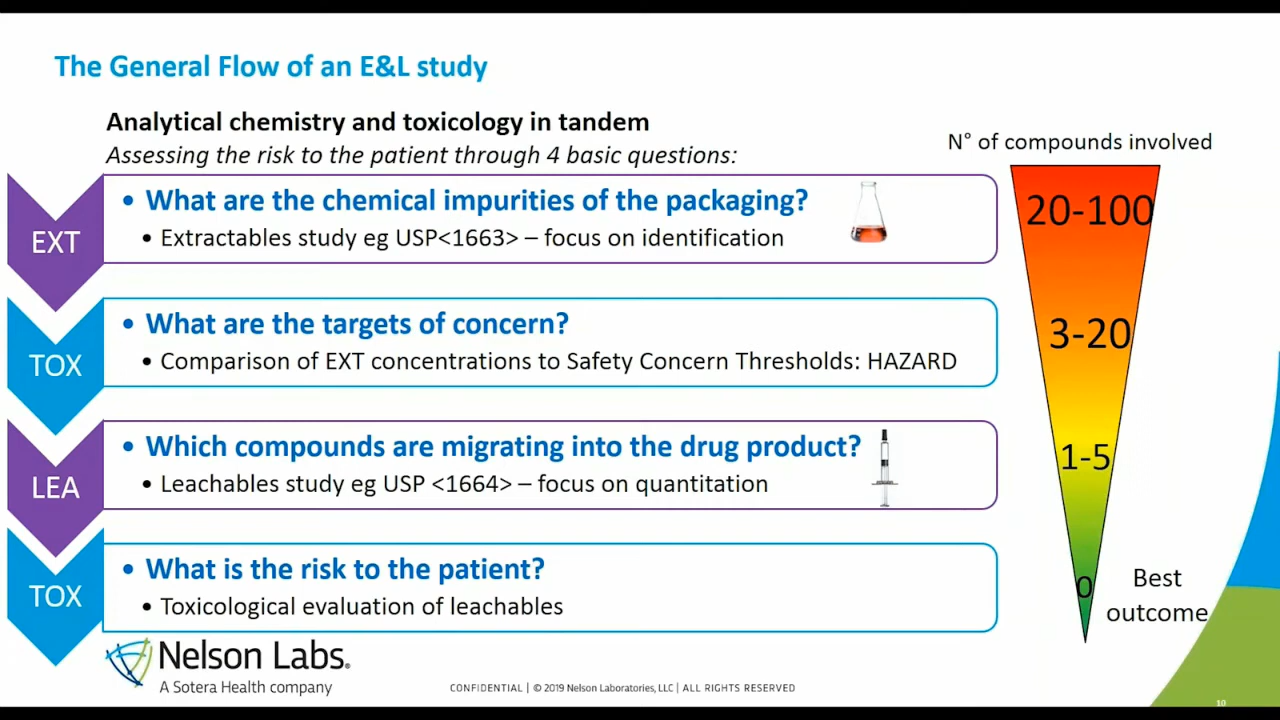 The General Flow of an E&L study
Analytical chemistry and toxicology in tandem
Assessing the risk to the patient through 4 basic questions:
N° of compounds involved
EXT
• What are the chemical impurities of the packaging?
• Extractables study eg USP<1663> – focus on identification
20-100
TOX
• What are the targets of concern?
• Comparison of EXT concentrations to Safety Concern Thresholds: HAZARD
3-20
LEA
• Which compounds are migrating into the drug product?
• Leachables study eg USP <1664> – focus on quantitation
1-5
TOX
• What is the risk to the patient?
• Toxicological evaluation of leachables
0
Best
outcome
Nelson Labs®
A Sotera Health company
CONFIDENTIAL | © 2019 Nelson Laboratories, LLC | ALL RIGHTS RESERVED
10